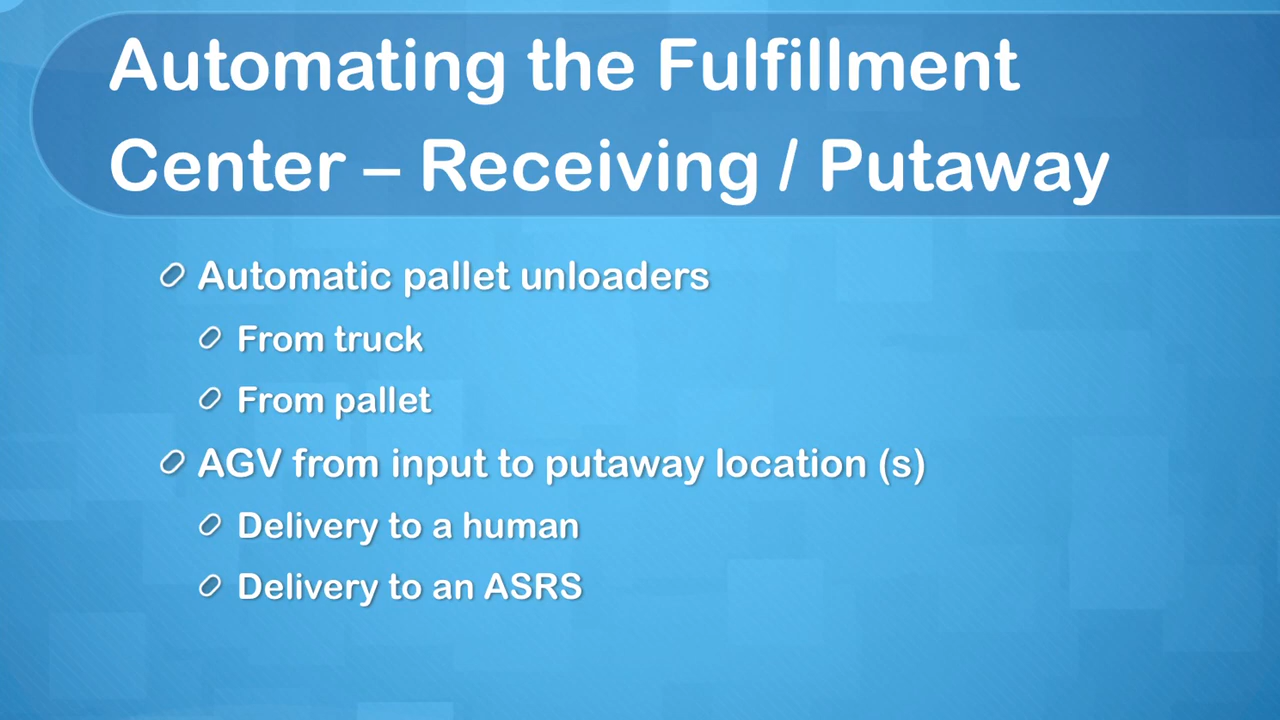 Automating the Fulfillment
Center – Receiving / Putaway
Automatic pallet unloaders
From truck
From pallet
AGV from input to putaway location (s)
Delivery to a human
Delivery to an ASRS